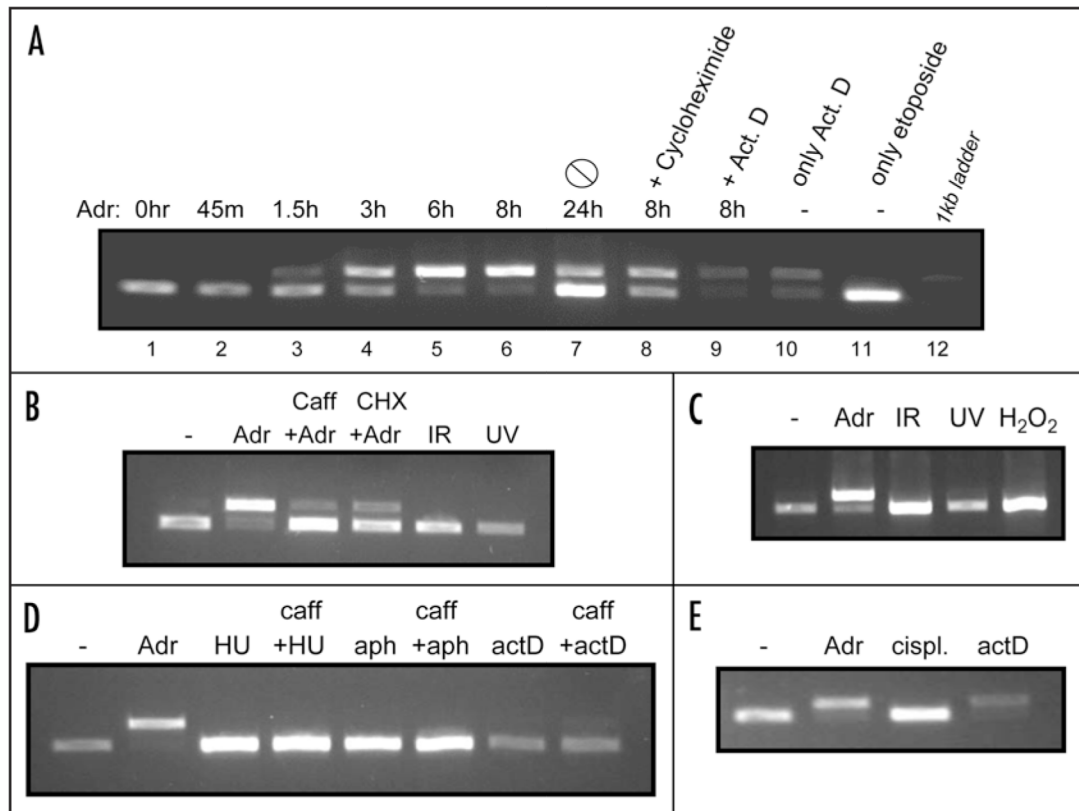 A
+ Cycloheximide
+ Act. D
only Act. D
only etoposide
1kb ladder
Adr: 0hr 45m 1.5h 3h 6h 8h 24h 8h 8h - -
1 2 3 4 5 6 7 8 9 10 11 12
B
Caff CHX
- Adr +Adr +Adr IR UV
C
- Adr IR UV H₂O₂
D
caff caff caff
- Adr HU +HU aph +aph actD +actD
E
- Adr cispl. actD